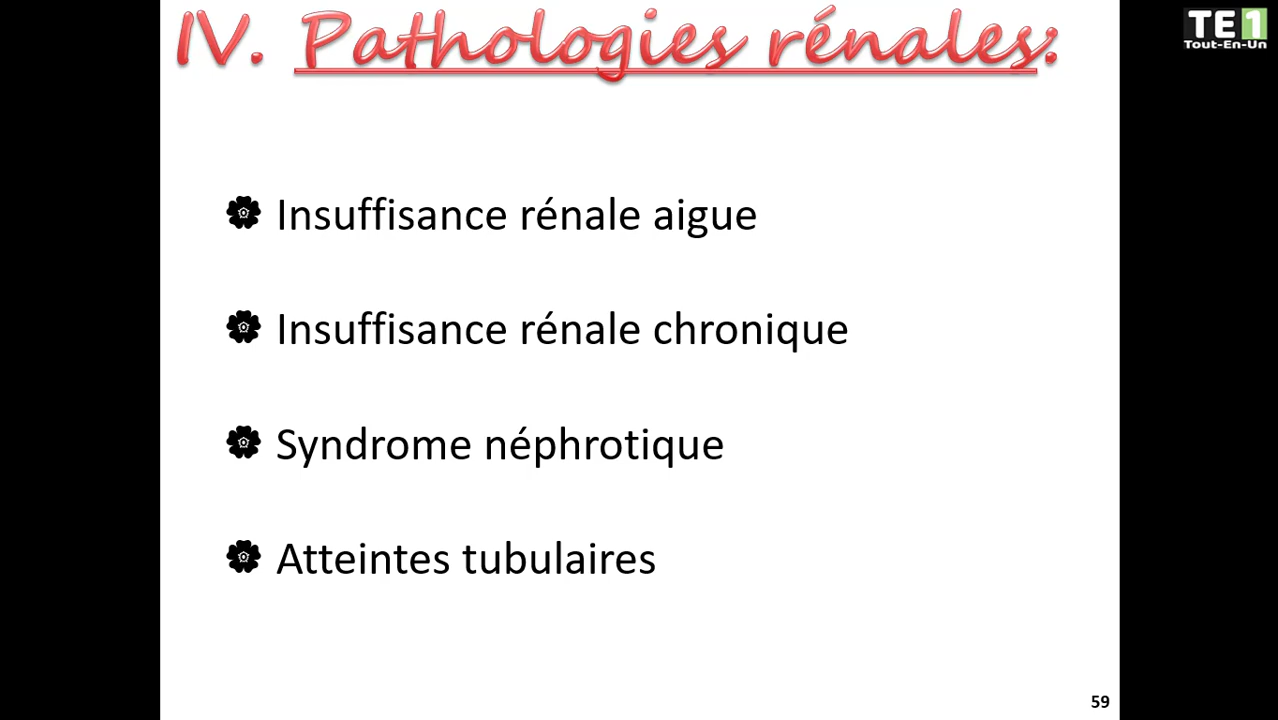 IV. Pathologies rénales:
TE1
Tout-En-Un
Insuffisance rénale aigue
Insuffisance rénale chronique
Syndrome néphrotique
Atteintes tubulaires
59